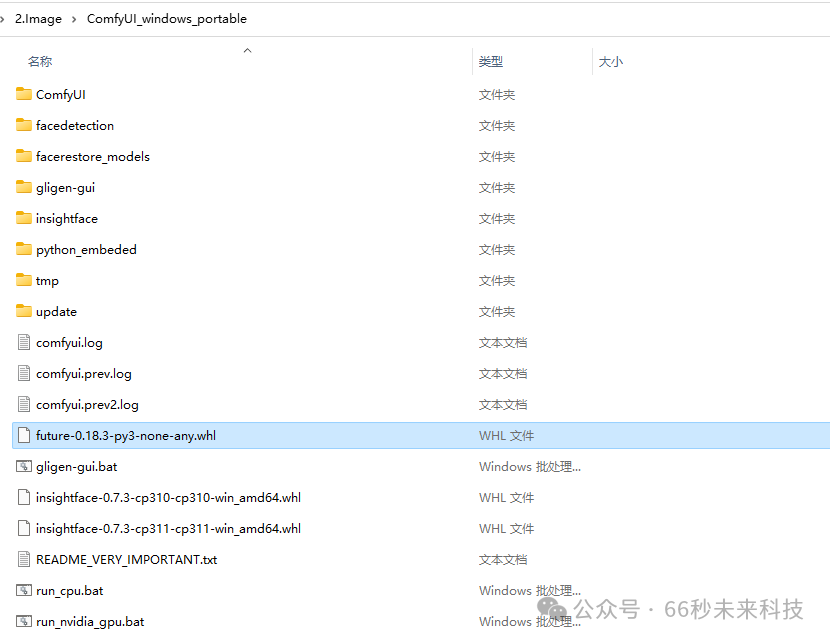 2.Image > ComfyUI_windows_portable
名称 类型 大小
ComfyUI 文件夹
facedetection 文件夹
facerestore_models 文件夹
gligen-gui 文件夹
insightface 文件夹
python_embeded 文件夹
tmp 文件夹
update 文件夹
comfyui.log 文本文档
comfyui.prev.log 文本文档
comfyui.prev2.log 文本文档
future-0.18.3-py3-none-any.whl WHL 文件
gligen-gui.bat Windows 批处理...
insightface-0.7.3-cp310-cp310-win_amd64.whl WHL 文件
insightface-0.7.3-cp311-cp311-win_amd64.whl WHL 文件
README_VERY_IMPORTANT.txt 文本文档
run_cpu.bat Windows 批处理...
公众号 · 66秒未来科技
run_nvidia_gpu.bat Windows 批处理...